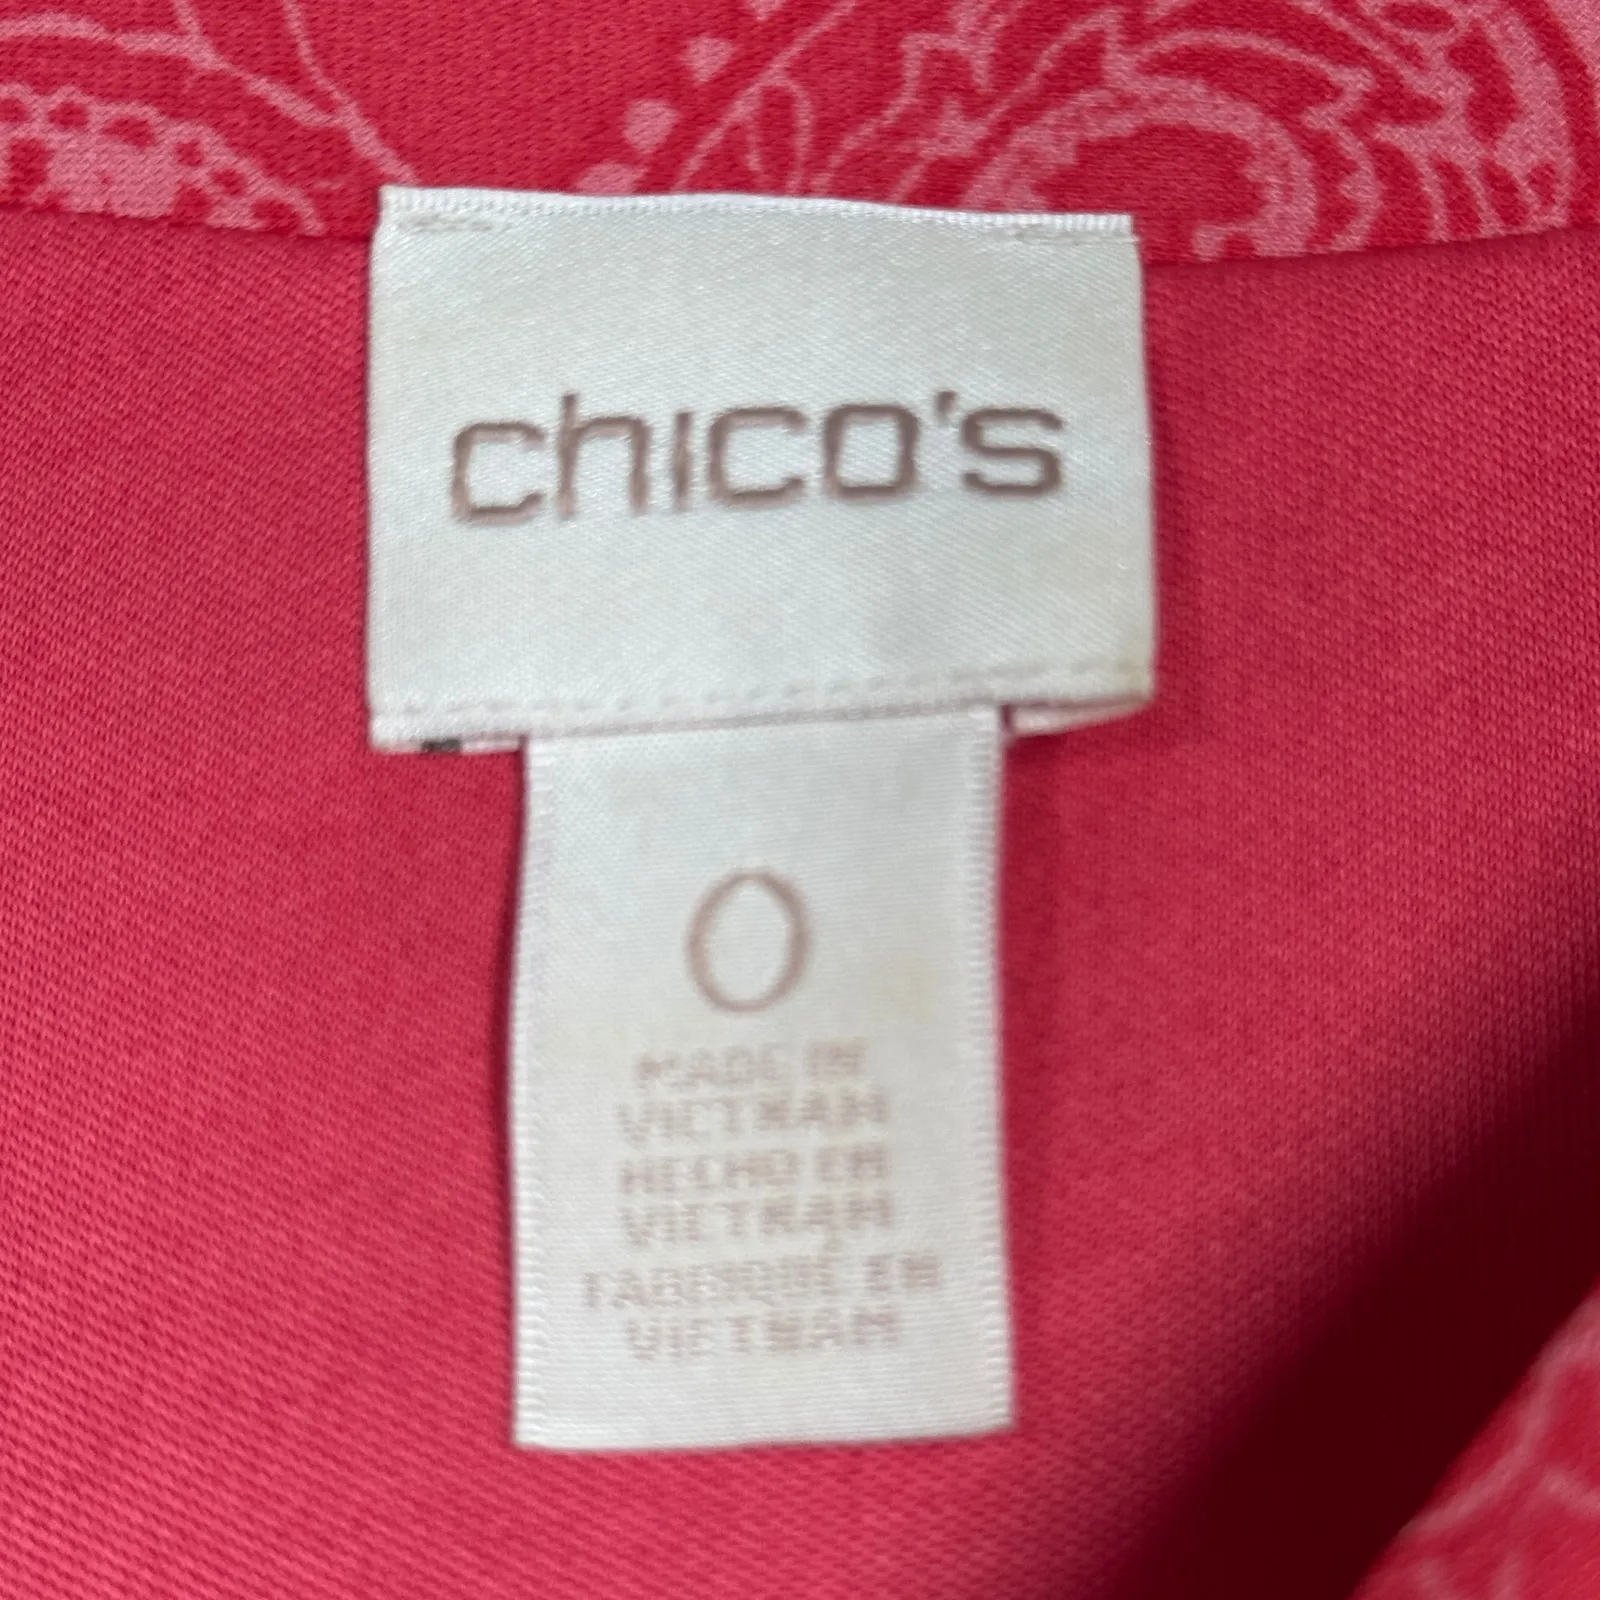 chico's
0
MADE IN
VIETNAM
HECHO EN
VIETNAM
FABRIQUÉ EN
VIETNAM